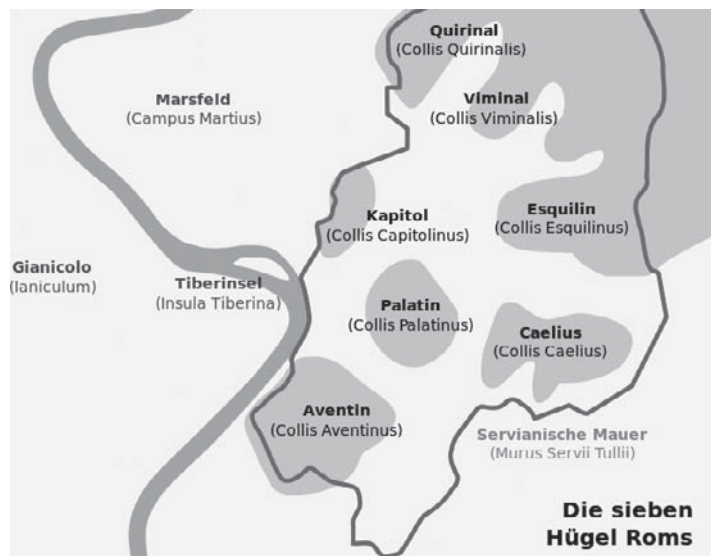 Quirinal
(Collis Quirinalis)
Marsfeld
(Campus Martius)
Viminal
(Collis Viminalis)
Kapitol
(Collis Capitolinus)
Esquilin
(Collis Esquilinus)
Gianicolo
(Ianiculum)
Tiberinsel
(Insula Tiberina)
Palatin
(Collis Palatinus)
Caelius
(Collis Caelius)
Aventin
(Collis Aventinus)
Servianische Mauer
(Murus Servii Tullii)
Die sieben
Hügel Roms